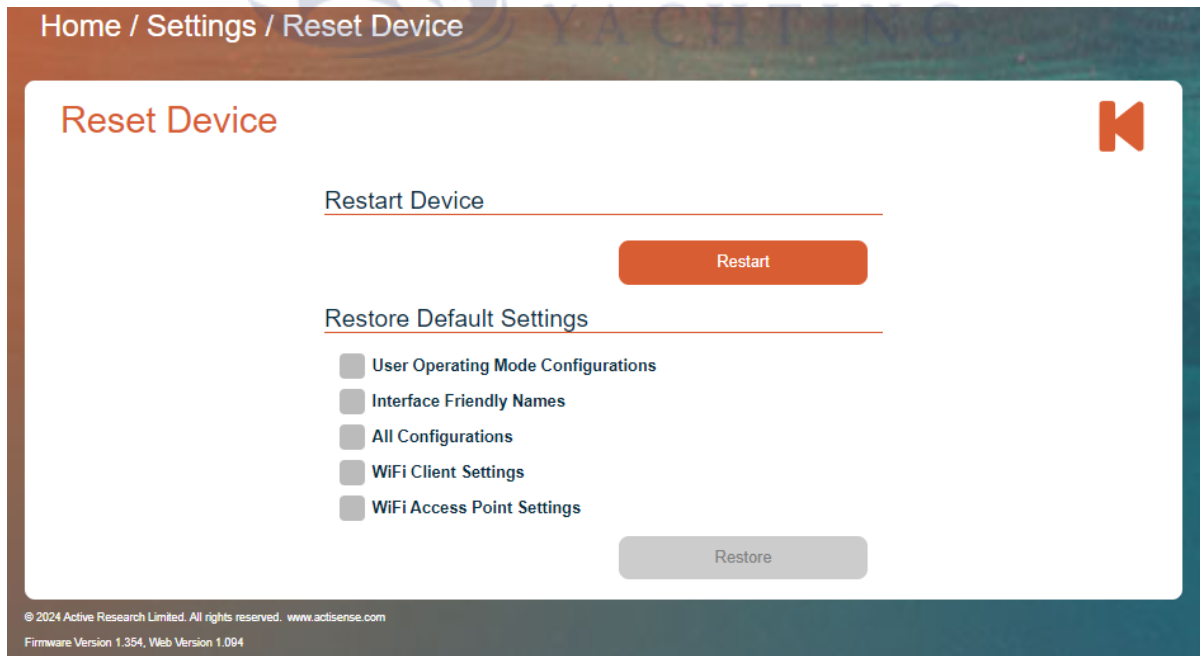 YACHTING
Home / Settings / Reset Device
Reset Device
Restart Device
Restart
Restore Default Settings
User Operating Mode Configurations
Interface Friendly Names
All Configurations
WiFi Client Settings
WiFi Access Point Settings
Restore
© 2024 Active Research Limited. All rights reserved. www.actisense.com
Firmware Version 1.354, Web Version 1.094